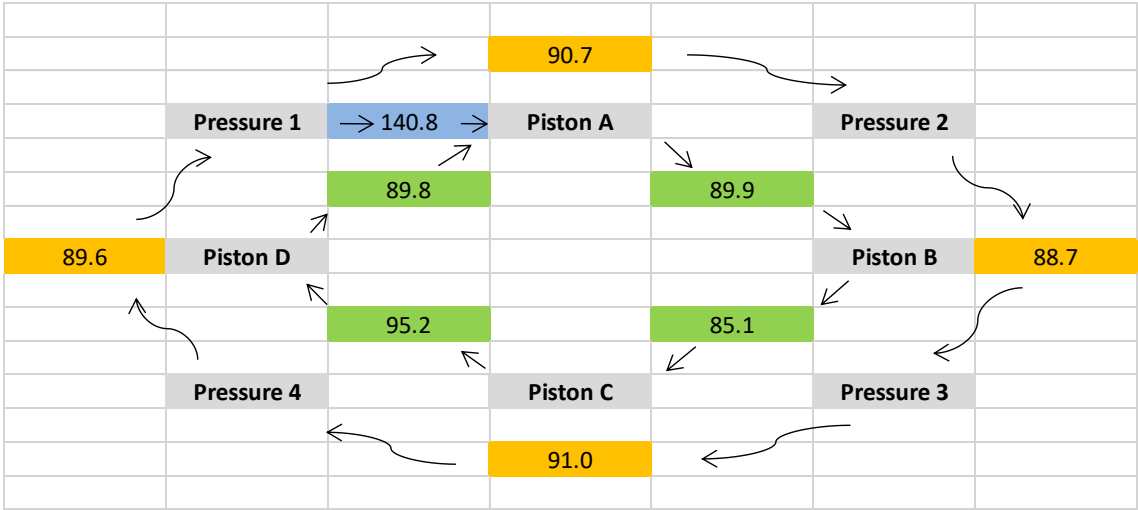 90.7
Pressure 1 140.8 Piston A Pressure 2
89.8 89.9
89.6 Piston D Piston B 88.7
95.2 85.1
Pressure 4 Piston C Pressure 3
91.0